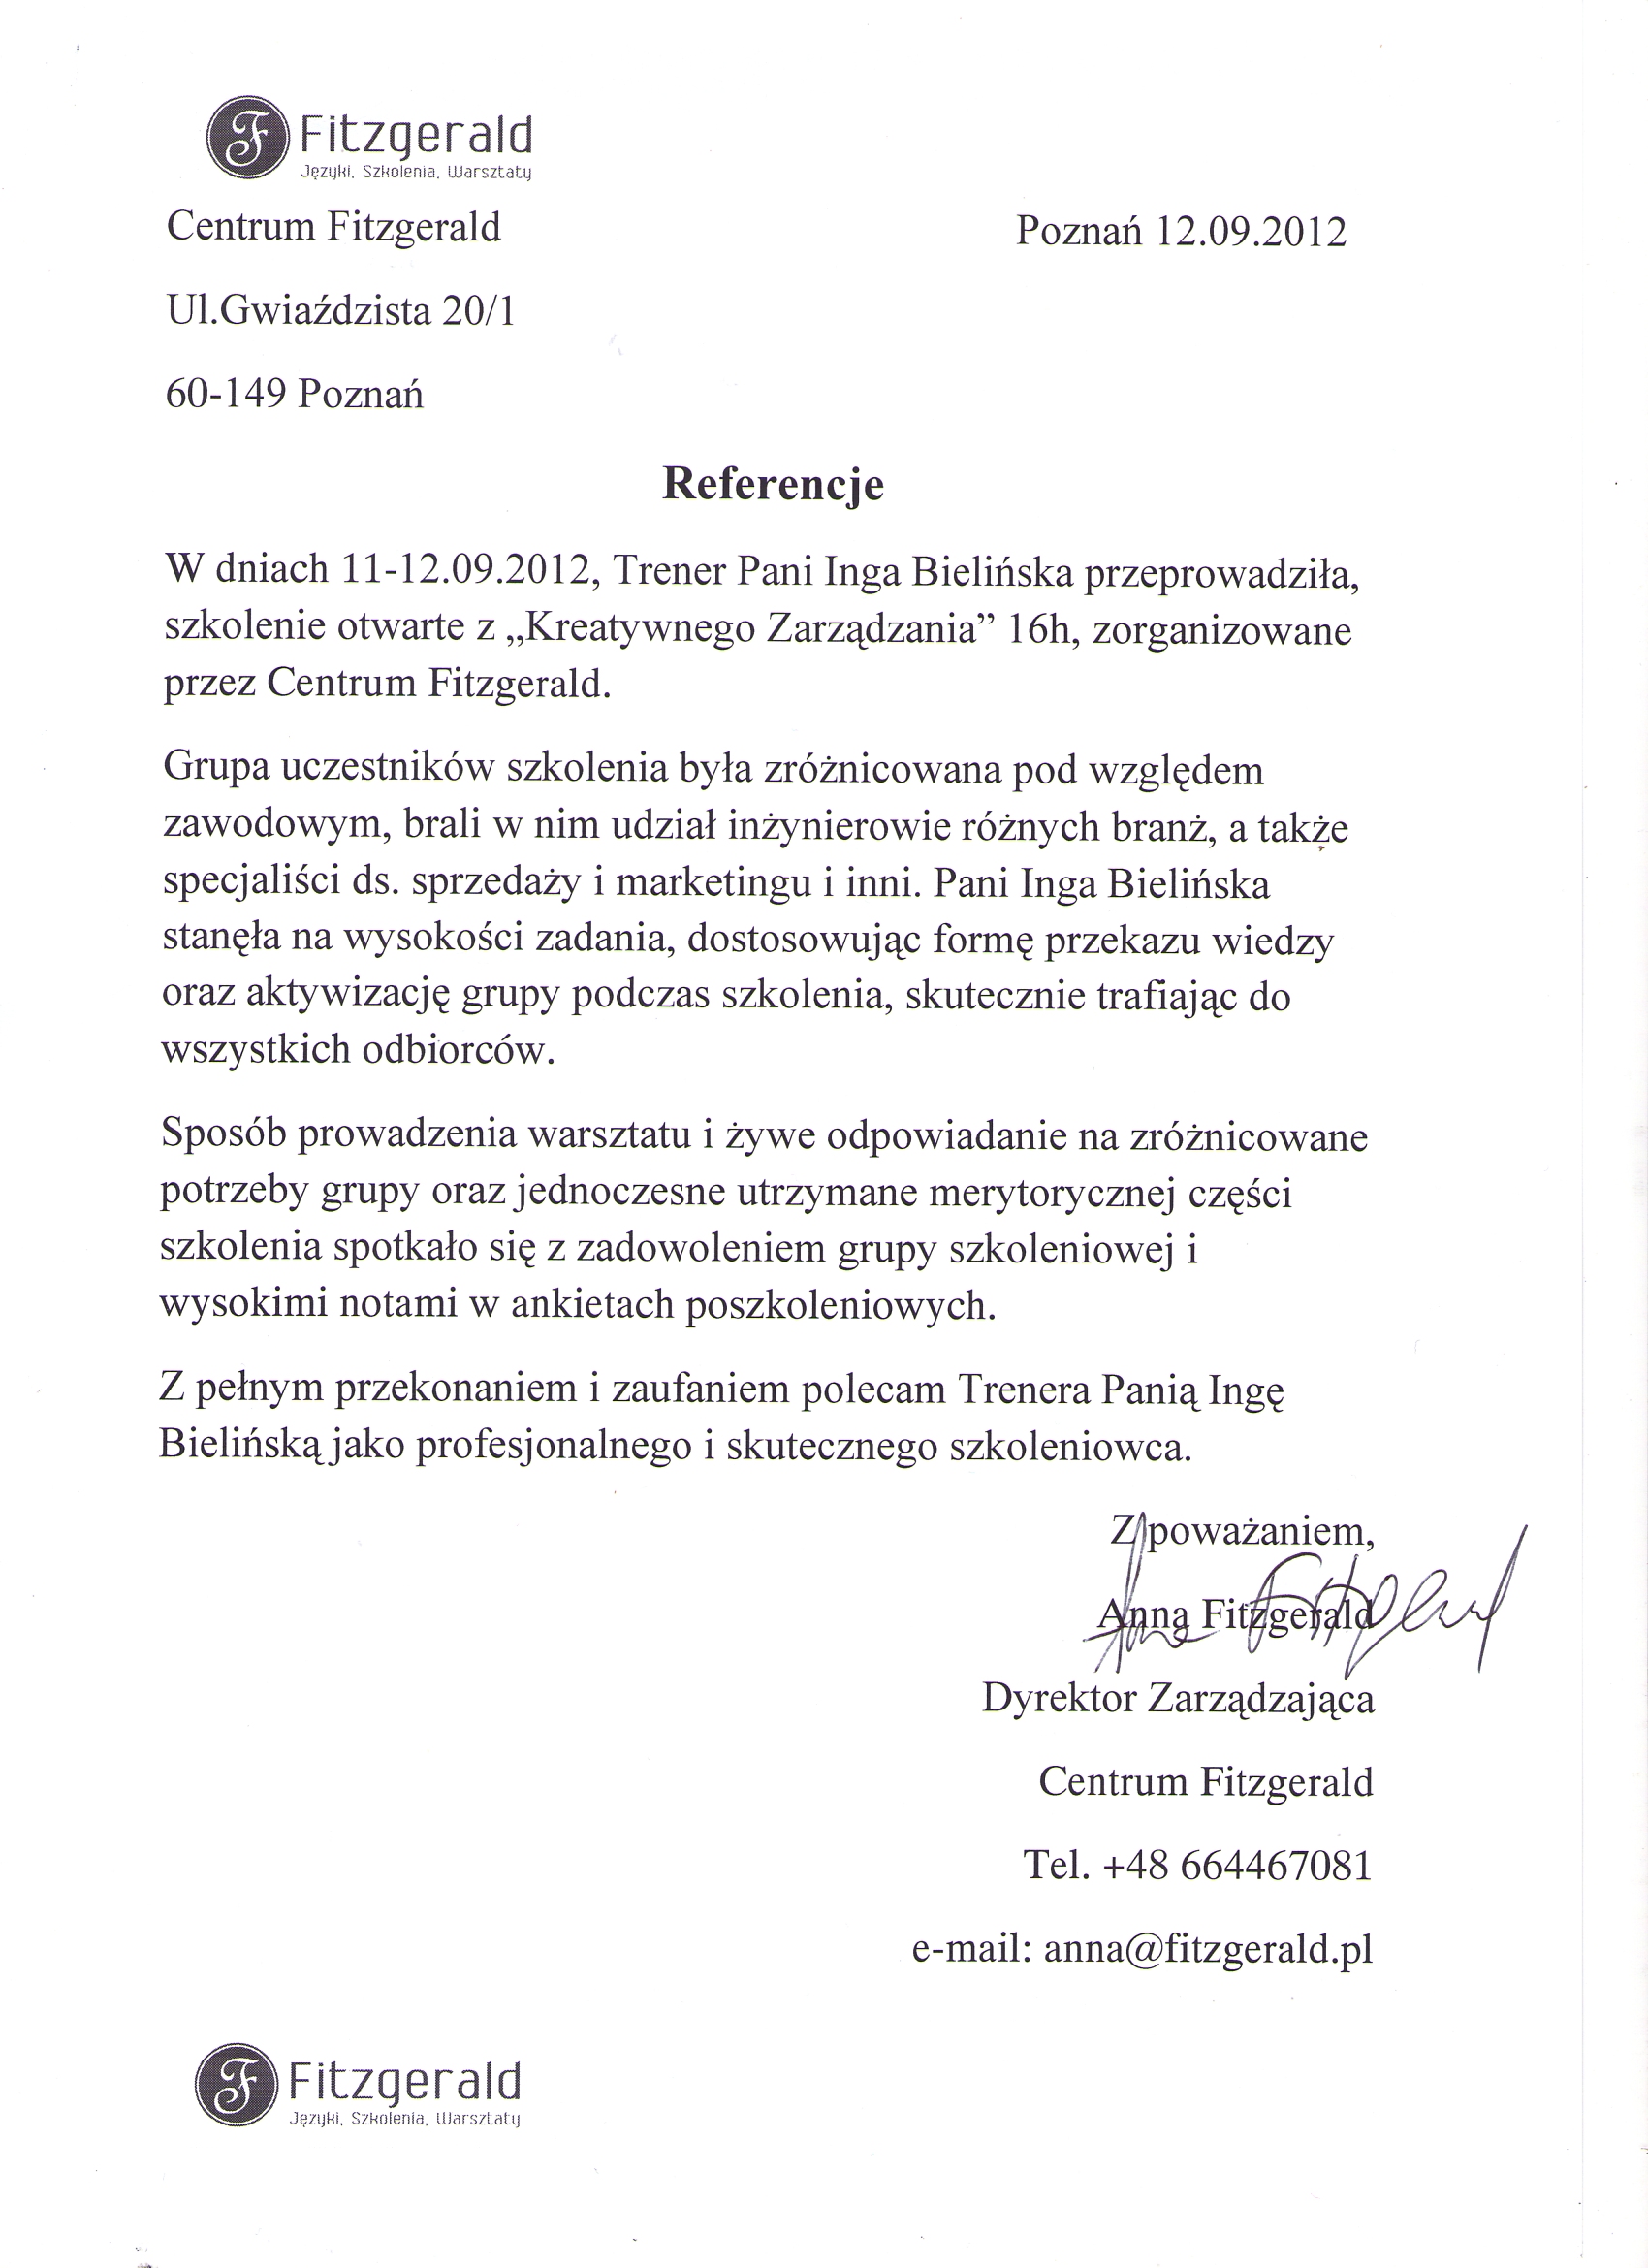 Fitzgerald
Języki, Szkolenia, Warsztaty
Centrum Fitzgerald
Poznań 12.09.2012
Ul.Gwiaździsta 20/1
60-149 Poznań
Referencje
W dniach 11-12.09.2012, Trener Pani Inga Bielińska przeprowadziła,
szkolenie otwarte z „Kreatywnego Zarządzania” 16h, zorganizowane
przez Centrum Fitzgerald.
Grupa uczestników szkolenia była zróżnicowana pod względem
zawodowym, brali w nim udział inżynierowie różnych branż, a także
specjaliści ds. sprzedaży i marketingu i inni. Pani Inga Bielińska
stanęła na wysokości zadania, dostosowując formę przekazu wiedzy
oraz aktywizację grupy podczas szkolenia, skutecznie trafiając do
wszystkich odbiorców.
Sposób prowadzenia warsztatu i żywe odpowiadanie na zróżnicowane
potrzeby grupy oraz jednoczesne utrzymane merytorycznej części
szkolenia spotkało się z zadowoleniem grupy szkoleniowej i
wysokimi notami w ankietach poszkoleniowych.
Z pełnym przekonaniem i zaufaniem polecam Trenera Panią Ingę
Bielińską jako profesjonalnego i skutecznego szkoleniowca.
Z poważaniem,
Anna Fitzgerald
Anna Fitzgerald
Dyrektor Zarządzająca
Centrum Fitzgerald
Tel. +48 664467081
e-mail: anna@fitzgerald.pl
Fitzgerald
Języki, Szkolenia, Warsztaty